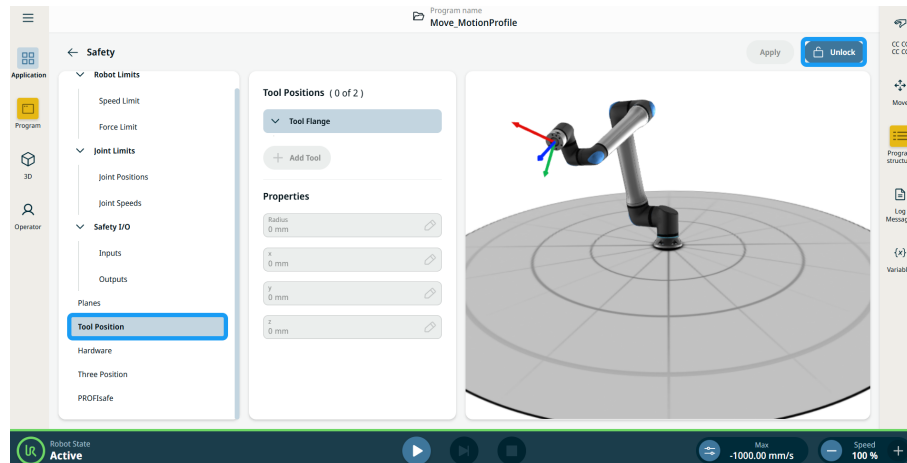 Program name
Move_MotionProfile
Safety
Apply
Unlock
Application
Program
3D
Operator
Robot Limits
Speed Limit
Force Limit
Joint Limits
Joint Positions
Joint Speeds
Safety I/O
Inputs
Outputs
Planes
Tool Position
Hardware
Three Position
PROFIsafe
Tool Positions ( 0 of 2 )
Tool Flange
Add Tool
Properties
Radius
0 mm
x
0 mm
y
0 mm
z
0 mm
Move
{x}
Log
UR
Robot State
Active
Max
-1000.00 mm/s
Speed
100 %